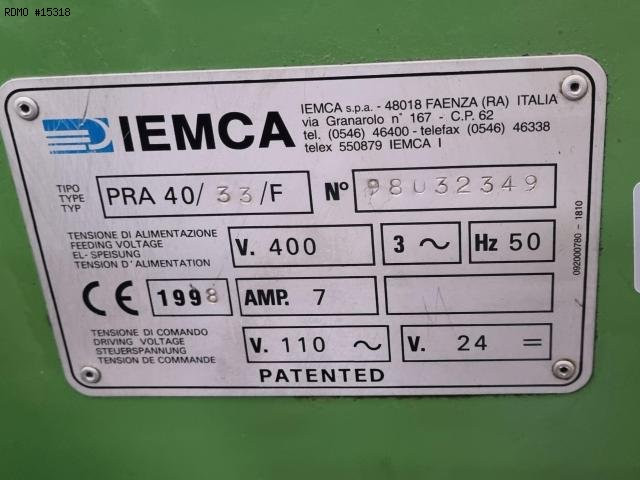 RDMO #15318
IEMCA
IEMCA s.p.a. - 48018 FAENZA (RA) ITALIA
via Granarolo n° 167 - C.P. 62
tel. (0546) 46400 - telefax (0546) 46338
telex 550879 IEMCA I
TIPO
TYPE
TYP
PRA 40/ 33 /F
N° 98032349
TENSIONE DI ALIMENTAZIONE
FEEDING VOLTAGE
EL- SPEISUNG
TENSION D'ALIMENTATION
V. 400
3 ~
Hz 50
CE
1998
AMP. 7
TENSIONE DI COMANDO
DRIVING VOLTAGE
STEUERSPANNUNG
TENSION DE COMMANDE
V. 110 ~
V. 24 =
PATENTED
092000780 - 1810